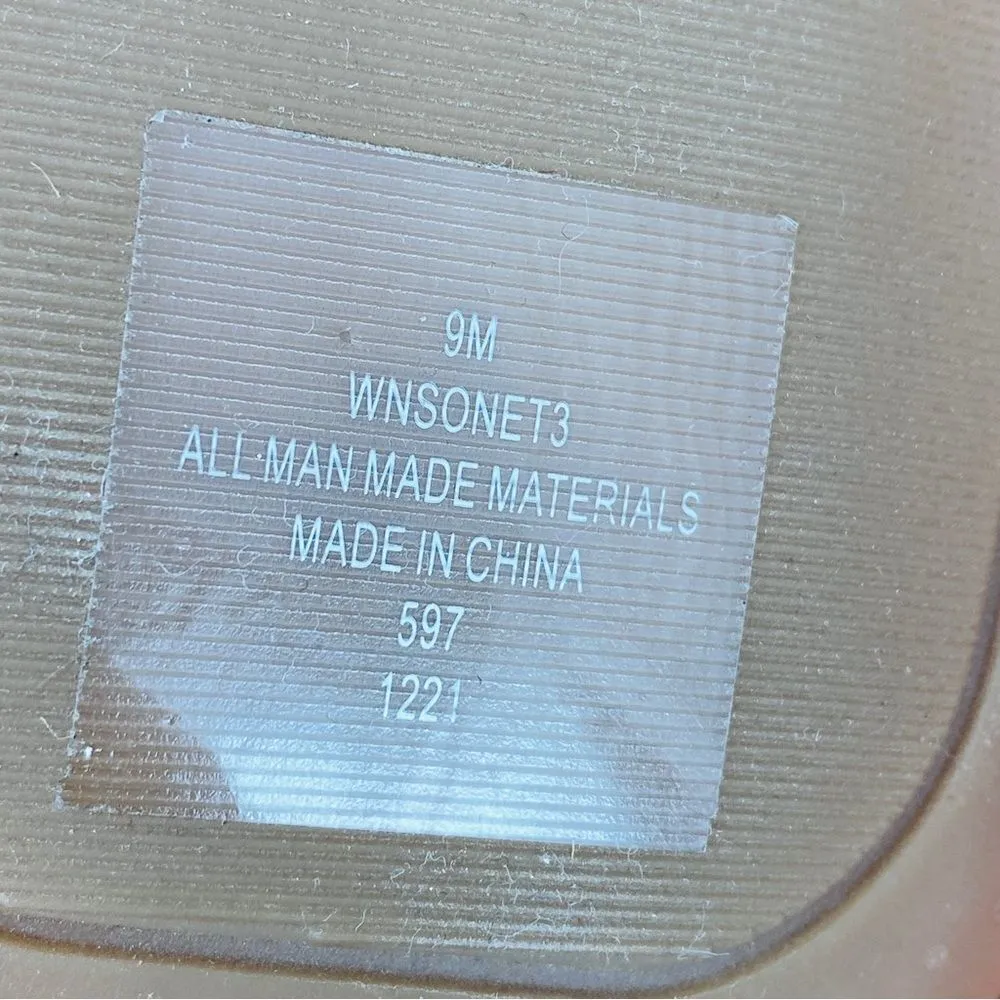 9M
WNSONET3
ALL MAN MADE MATERIALS
MADE IN CHINA
597
1221